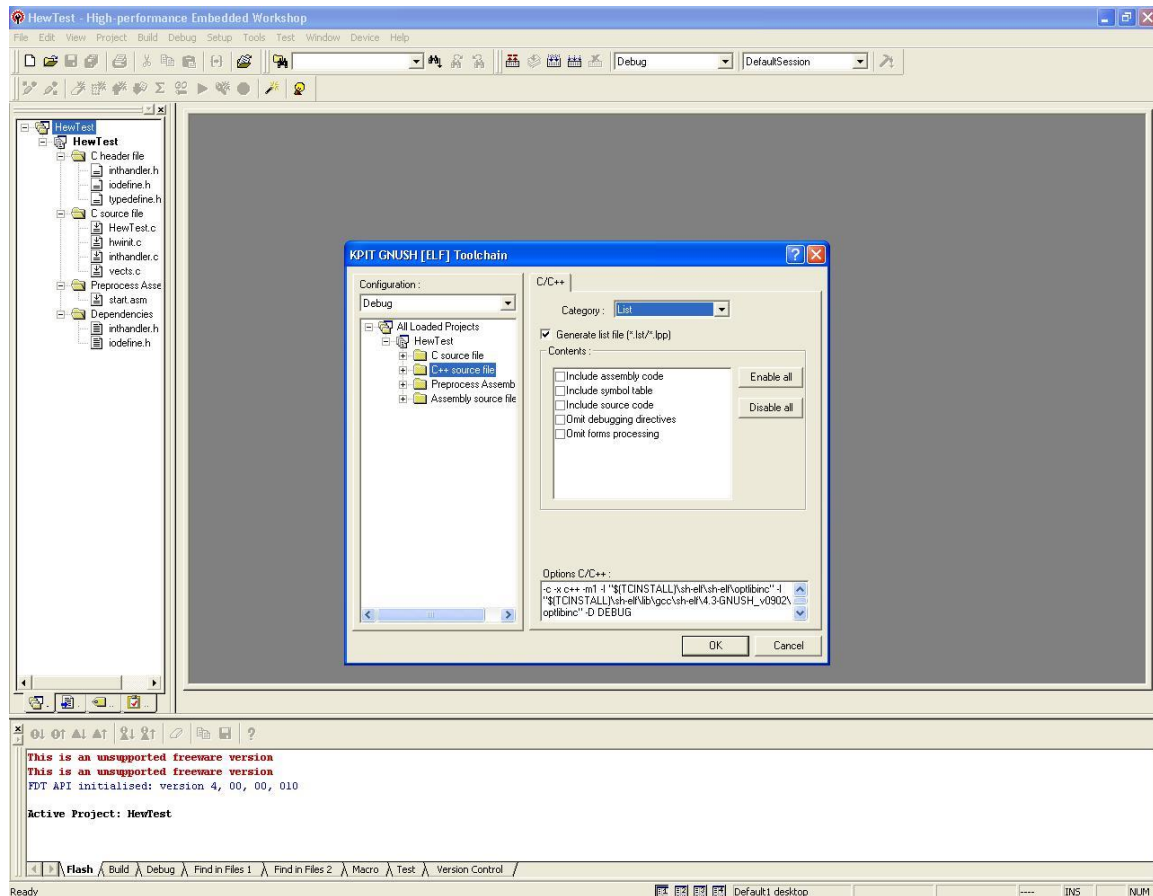 HewTest - High-performance Embedded Workshop
File Edit View Project Build Debug Setup Tools Test Window Device Help
Debug DefaultSession
HewTest
HewTest
C header file
inthandler.h
iodefine.h
typedefine.h
C source file
HewTest.c
hwinit.c
inthandler.c
vects.c
Preprocess Asse
start.asm
Dependencies
inthandler.h
iodefine.h
KPIT GNUSH [ELF] Toolchain
Configuration :
Debug
All Loaded Projects
HewTest
C source file
C++ source file
Preprocess Assemb
Assembly source file
C/C++
Category : List
Generate list file (*.lst/*.lpp)
Contents :
Include assembly code
Include symbol table
Include source code
Omit debugging directives
Omit forms processing
Enable all
Disable all
Options C/C++ :
-c -x c++ -m1 -I "$(TCINSTALL)\sh-elf\sh-elf\optlibinc" -I
"$(TCINSTALL)\sh-elf\lib\gcc\sh-elf\4.3-GNUSH_v0902\
optlibinc" -D DEBUG
OK Cancel
This is an unsupported freeware version
This is an unsupported freeware version
FDT API initialised: version 4, 00, 00, 010
Active Project: HewTest
Flash Build Debug Find in Files 1 Find in Files 2 Macro Test Version Control
Ready Default1 desktop ---- INS NUM